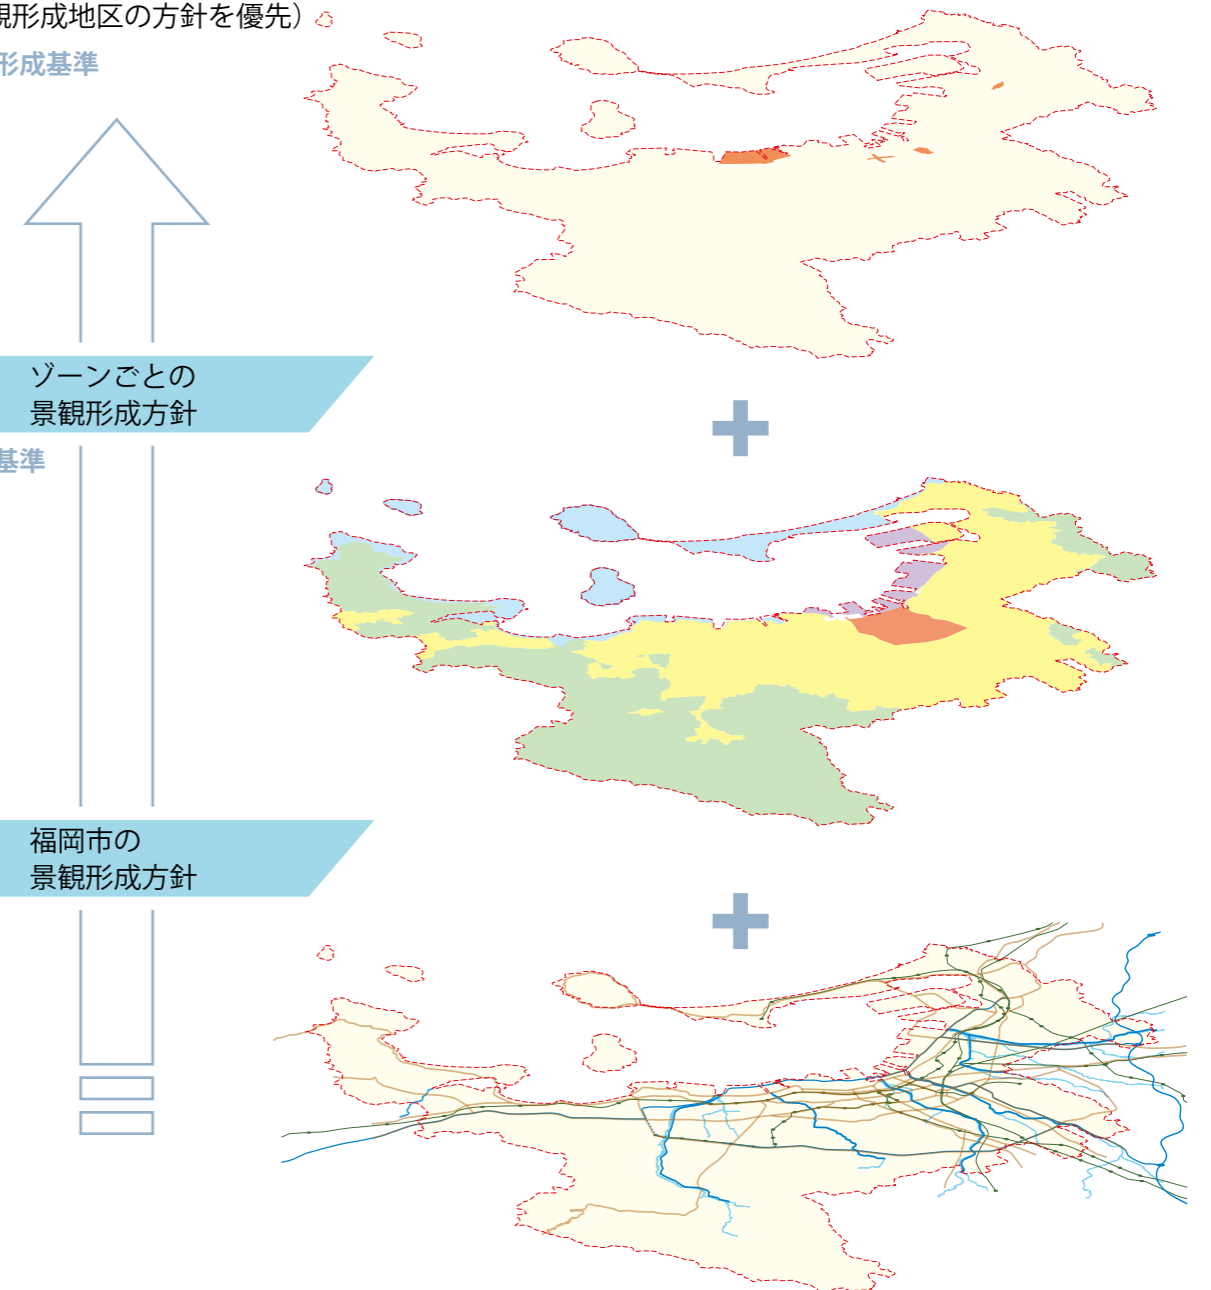 観形成地区の方針を優先）
形成基準
ゾーンごとの
景観形成方針
基準
福岡市の
景観形成方針